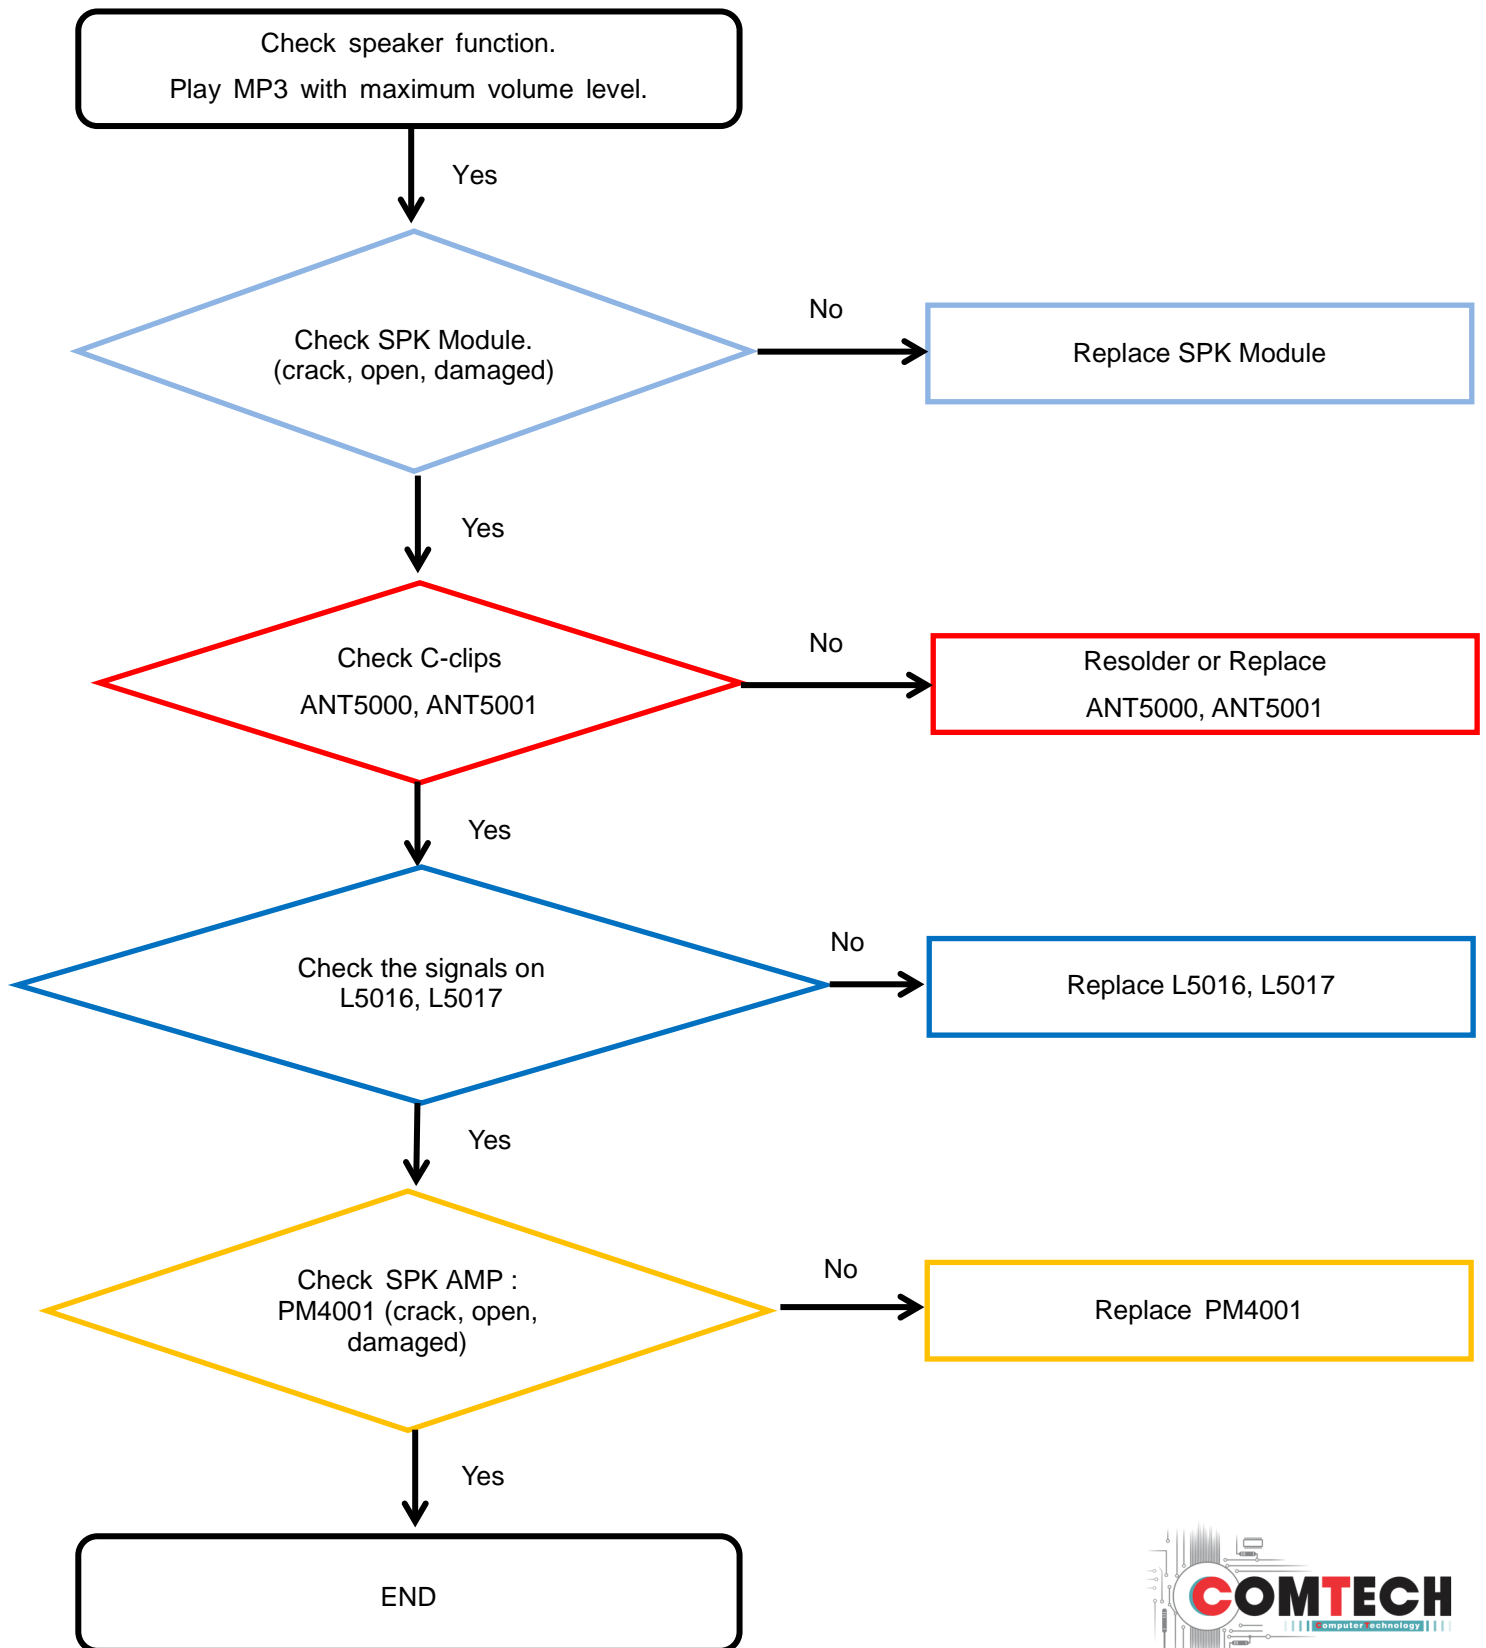 Check speaker function.
Play MP3 with maximum volume level.
Yes
Check SPK Module.
(crack, open, damaged)
No
Replace SPK Module
Yes
Check C-clips
ANT5000, ANT5001
No
Resolder or Replace
ANT5000, ANT5001
Yes
Check the signals on
L5016, L5017
No
Replace L5016, L5017
Yes
Check SPK AMP :
PM4001 (crack, open,
damaged)
No
Replace PM4001
Yes
END
COMTECH
Computer Technology